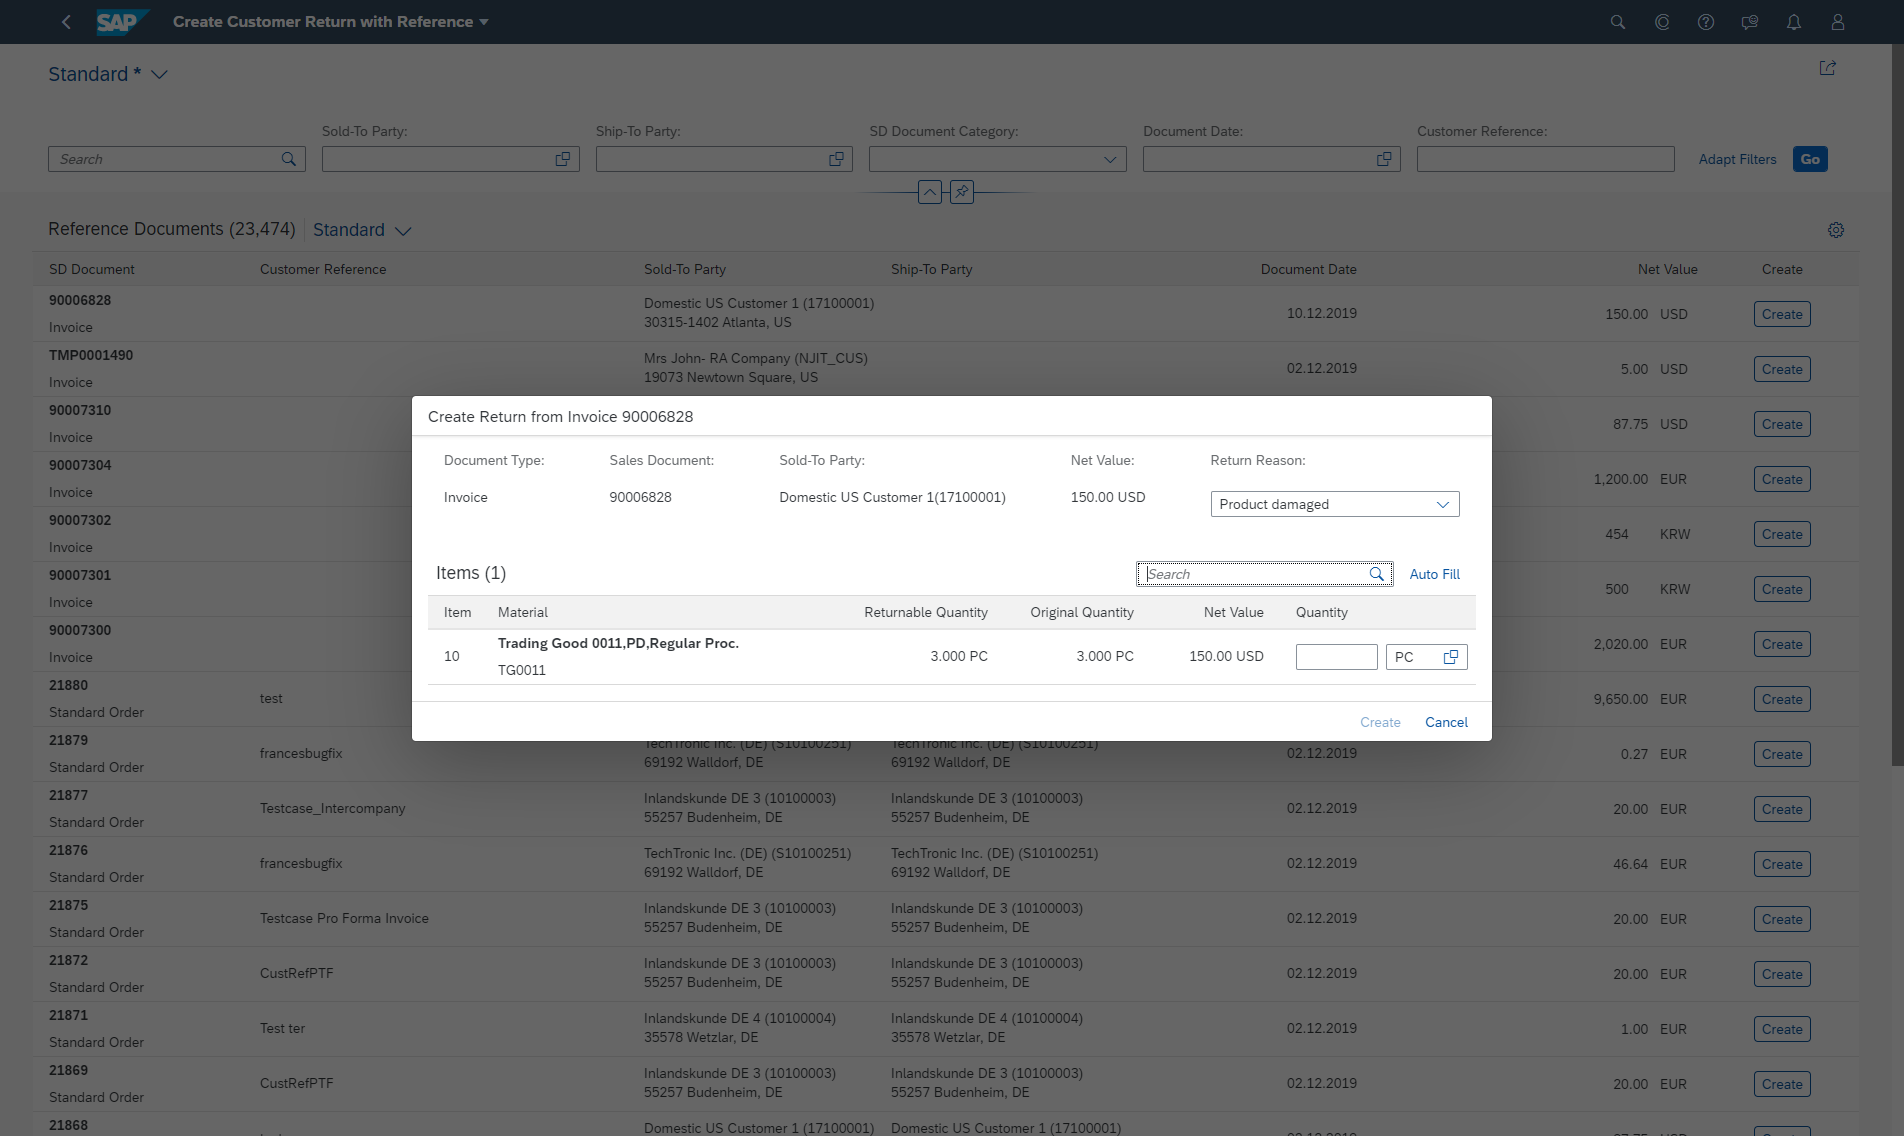 SAP Create Customer Return with Reference
Standard *
Sold-To Party: Ship-To Party: SD Document Category: Document Date: Customer Reference:
Search Adapt Filters Go
Reference Documents (23,474) Standard
SD Document Customer Reference Sold-To Party Ship-To Party Document Date Net Value Create
90006828
Invoice
Domestic US Customer 1 (17100001)
30315-1402 Atlanta, US
10.12.2019 150.00 USD Create
TMP0001490
Invoice
Mrs John- RA Company (NJIT_CUS)
19073 Newtown Square, US
02.12.2019 5.00 USD Create
90007310
Invoice
87.75 USD Create
90007304
Invoice
1,200.00 EUR Create
90007302
Invoice
454 KRW Create
90007301
Invoice
500 KRW Create
90007300
Invoice
2,020.00 EUR Create
21880
Standard Order
test
9,650.00 EUR Create
Create Return from Invoice 90006828
Document Type: Sales Document: Sold-To Party: Net Value: Return Reason:
Invoice 90006828 Domestic US Customer 1(17100001) 150.00 USD Product damaged
Items (1) Search Auto Fill
Item Material Returnable Quantity Original Quantity Net Value Quantity
10 Trading Good 0011,PD,Regular Proc.
TG0011
3.000 PC 3.000 PC 150.00 USD PC
Create Cancel
21879
Standard Order
francesbugfix
TechTronic Inc. (DE) (S10100251)
69192 Walldorf, DE
TechTronic Inc. (DE) (S10100251)
69192 Walldorf, DE
02.12.2019 0.27 EUR Create
21877
Standard Order
Testcase_Intercompany
Inlandskunde DE 3 (10100003)
55257 Budenheim, DE
Inlandskunde DE 3 (10100003)
55257 Budenheim, DE
02.12.2019 20.00 EUR Create
21876
Standard Order
francesbugfix
TechTronic Inc. (DE) (S10100251)
69192 Walldorf, DE
TechTronic Inc. (DE) (S10100251)
69192 Walldorf, DE
02.12.2019 46.64 EUR Create
21875
Standard Order
Testcase Pro Forma Invoice
Inlandskunde DE 3 (10100003)
55257 Budenheim, DE
Inlandskunde DE 3 (10100003)
55257 Budenheim, DE
02.12.2019 20.00 EUR Create
21872
Standard Order
CustRefPTF
Inlandskunde DE 3 (10100003)
55257 Budenheim, DE
Inlandskunde DE 3 (10100003)
55257 Budenheim, DE
02.12.2019 20.00 EUR Create
21871
Standard Order
Test ter
Inlandskunde DE 4 (10100004)
35578 Wetzlar, DE
Inlandskunde DE 4 (10100004)
35578 Wetzlar, DE
02.12.2019 1.00 EUR Create
21869
Standard Order
CustRefPTF
Inlandskunde DE 3 (10100003)
55257 Budenheim, DE
Inlandskunde DE 3 (10100003)
55257 Budenheim, DE
02.12.2019 20.00 EUR Create
21868
Domestic US Customer 1 (17100001) Domestic US Customer 1 (17100001)